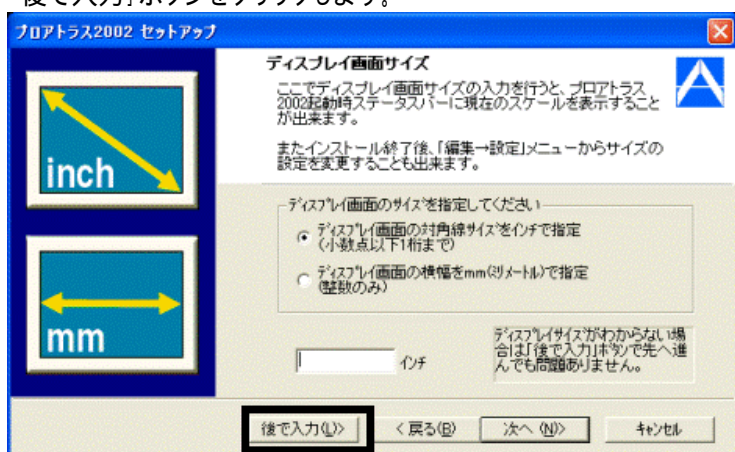 後で入力」ボタンをクリックします。
プロアトラス2002 セットアップ
ディスプレイ画面サイズ
ここでディスプレイ画面サイズの入力を行うと、プロアトラス
2002起動時ステータスバーに現在のスケールを表示すること
が出来ます。
またインストール終了後、「編集→設定」メニューからサイズの
設定を変更することも出来ます。
inch
mm
ディスプレイ画面のサイズを指定してください
ディスプレイ画面の対角線サイズをインチで指定
(小数点以下1桁まで)
ディスプレイ画面の横幅をmm(ミリメートル)で指定
(整数のみ)
インチ
ディスプレイサイズがわからない場
合は「後で入力」ボタンで先へ進
んでも問題ありません。
後で入力(L)>
< 戻る(B)
次へ (N)>
キャンセル